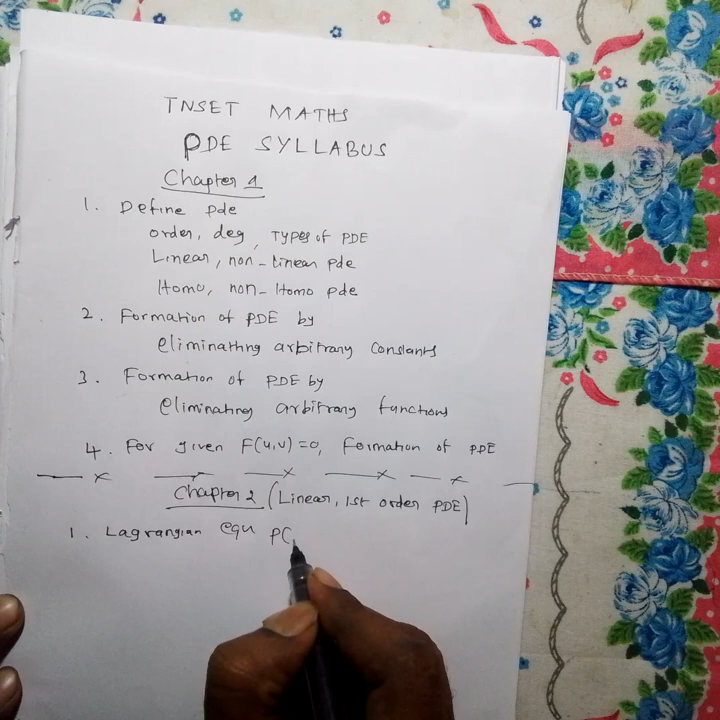 TNSET MATHS
PDE SYLLABUS
Chapter 1
1. Define pde
order, deg, Types of PDE
Linear, non-linear pde
Homo, non-Homo pde
2. Formation of PDE by
eliminating arbitrary constants
3. Formation of PDE by
eliminating arbitrary functions
4. For given F(u,v)=0, Formation of PDE
Chapter 2 (Linear, 1st order PDE)
1. Lagrangian equ P(